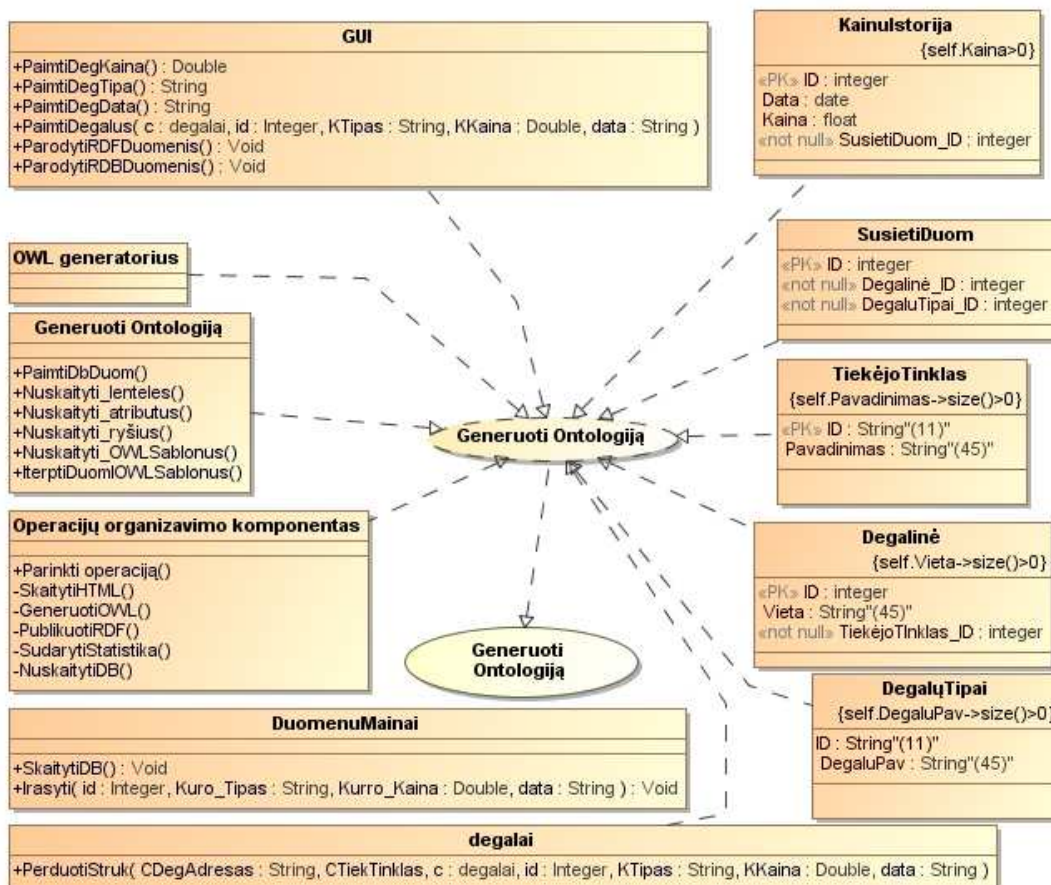 GUI
+PaimtiDegKaina() : Double
+PaimtiDegTipa() : String
+PaimtiDegData() : String
+PaimtiDegalus( c : degalai, id : Integer, KTipas : String, KKaina : Double, data : String )
+ParodytiRDFDuomenis() : Void
+ParodytiRDBDuomenis() : Void
KainuIstorija
{self.Kaina>0}
«PK» ID : integer
Data : date
Kaina : float
«not null» SusietiDuom_ID : integer
OWL generatorius
SusietiDuom
«PK» ID : integer
«not null» Degalinė_ID : integer
«not null» DegaluTipai_ID : integer
Generuoti Ontologiją
+PaimtiDbDuom()
+Nuskaityti_lenteles()
+Nuskaityti_atributus()
+Nuskaityti_ryšius()
+Nuskaityti_OWLSablonus()
+IterptiDuomIOWLSablonus()
Generuoti Ontologiją
TiekėjoTinklas
{self.Pavadinimas->size()>0}
«PK» ID : String"(11)"
Pavadinimas : String"(45)"
Operacijų organizavimo komponentas
+Parinkti operaciją()
-SkaitytiHTML()
-GeneruotiOWL()
-PublikuotiRDF()
-SudarytiStatistika()
-NuskaitytiDB()
Degalinė
{self.Vieta->size()>0}
«PK» ID : integer
Vieta : String"(45)"
«not null» TiekėjoTInklas_ID : integer
Generuoti
Ontologiją
DegalųTipai
{self.DegaluPav->size()>0}
ID : String"(11)"
DegaluPav : String"(45)"
DuomenuMainai
+SkaitytiDB() : Void
+Irasyti( id : Integer, Kuro_Tipas : String, Kurro_Kaina : Double, data : String ) : Void
degalai
+PerduotiStruk( CDegAdresas : String, CTiekTinklas, c : degalai, id : Integer, KTipas : String, KKaina : Double, data : String )